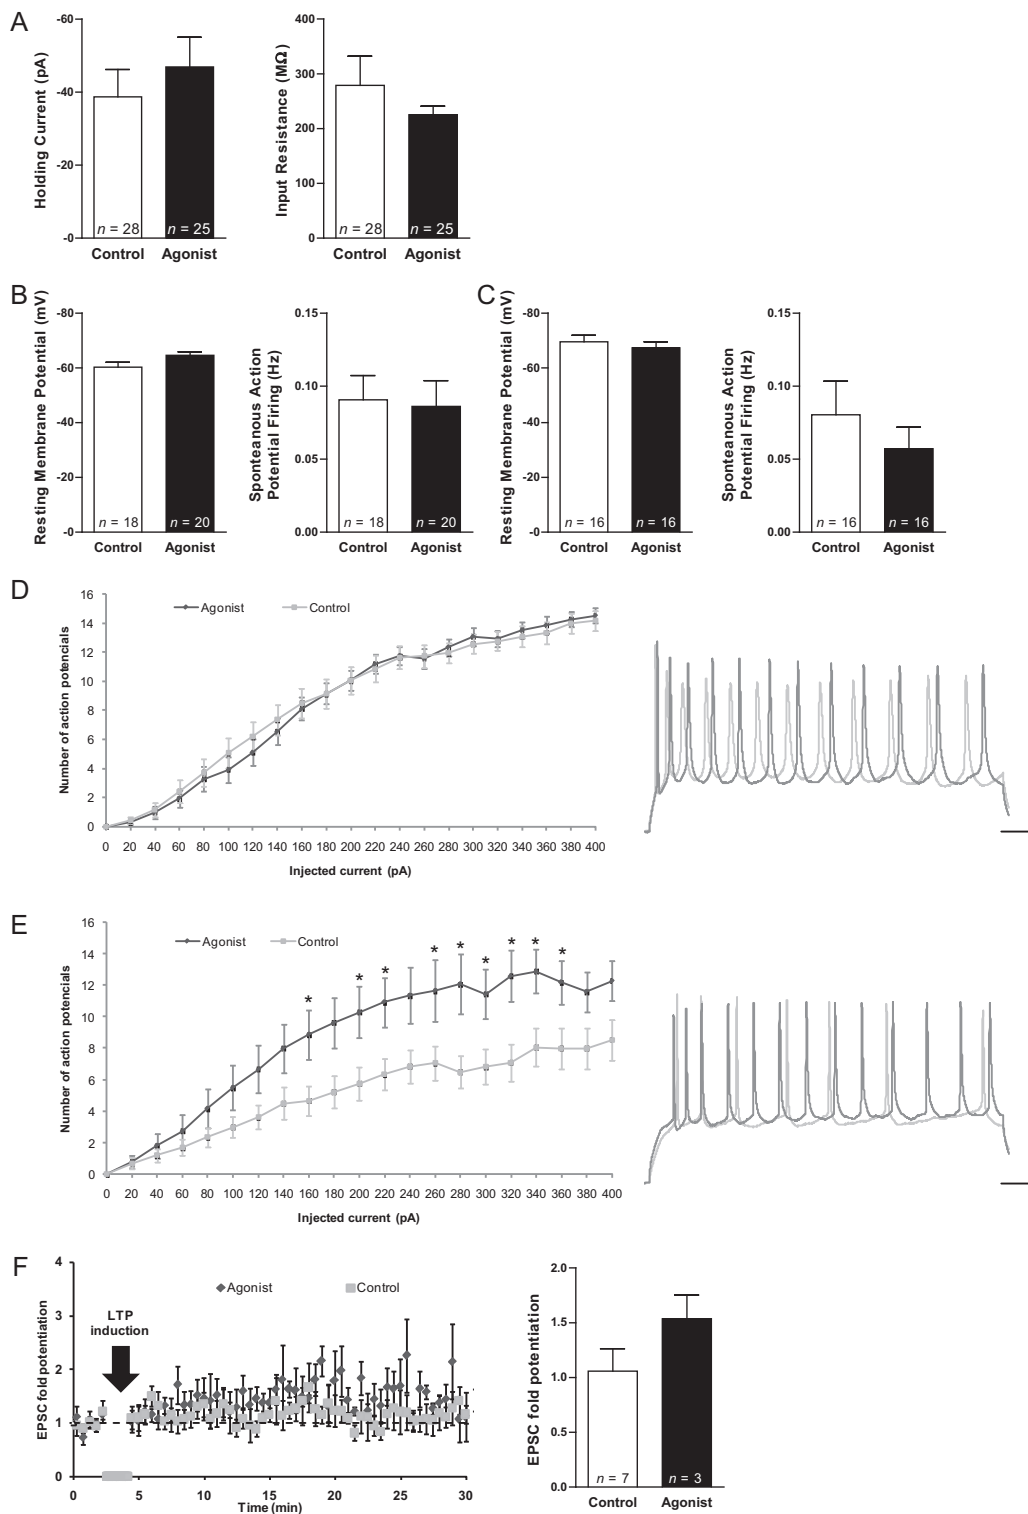 A
Holding Current (pA)
-60
-40
-20
-0
n = 28
n = 25
Control
Agonist
Input Resistance (MΩ)
400
300
200
100
0
n = 28
n = 25
Control
Agonist
B
Resting Membrane Potential (mV)
-80
-60
-40
-20
-0
n = 18
n = 20
Control
Agonist
Sponteanous Action
Potential Firing (Hz)
0.15
0.10
0.05
0.00
n = 18
n = 20
Control
Agonist
C
Resting Membrane Potential (mV)
-80
-60
-40
-20
-0
n = 16
n = 16
Control
Agonist
Sponteanous Action
Potential Firing (Hz)
0.15
0.10
0.05
0.00
n = 16
n = 16
Control
Agonist
D
Number of action potencials
16
14
12
10
8
6
4
2
0
Agonist
Control
0 20 40 60 80 100 120 140 160 180 200 220 240 260 280 300 320 340 360 380 400
Injected current (pA)
E
Number of action potencials
16
14
12
10
8
6
4
2
0
Agonist
Control
* * * * * * * * *
0 20 40 60 80 100 120 140 160 180 200 220 240 260 280 300 320 340 360 380 400
Injected current (pA)
F
EPSC fold potentiation
4
3
2
1
0
Agonist
Control
LTP
induction
0 5 10 15 20 25 30
Time (min)
EPSC fold potentiation
2.0
1.5
1.0
0.5
0.0
n = 7
n = 3
Control
Agonist